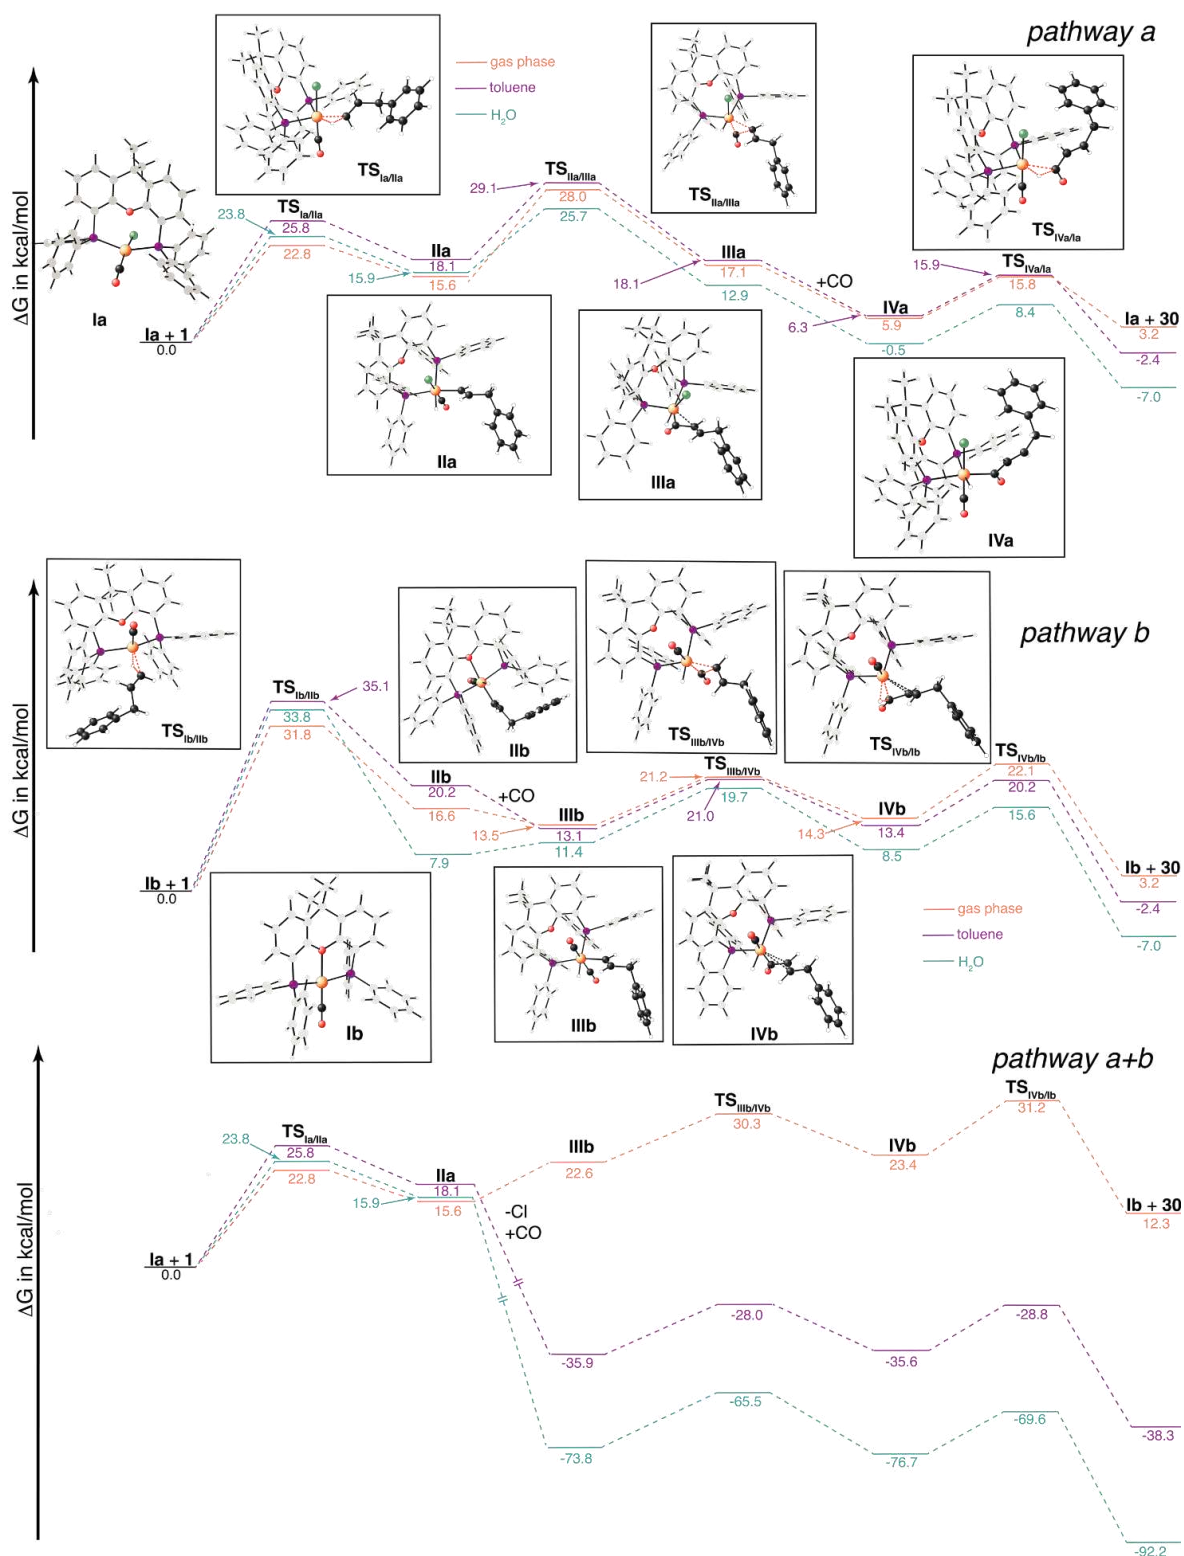 pathway a
gas phase
toluene
H2O
TSIa/IIa
TSIIa/IIIa
TSIVa/Ia
ΔG in kcal/mol
Ia
Ia + 1
0.0
23.8
TSIa/IIa
25.8
22.8
IIa
18.1
15.9
15.6
29.1
TSIIa/IIIa
28.0
25.7
IIIa
18.1
17.1
12.9
+CO
IVa
6.3
5.9
-0.5
15.9
TSIVa/Ia
15.8
8.4
Ia + 30
3.2
-2.4
-7.0
IIa
IIIa
IVa
pathway b
TSIb/IIb
IIb
TSIIIb/IVb
TSIVb/Ib
ΔG in kcal/mol
Ib + 1
0.0
TSIb/IIb
35.1
33.8
31.8
IIb
20.2
16.6
7.9
+CO
IIIb
13.5
13.1
11.4
21.2
TSIIIb/IVb
21.0
19.7
IVb
14.3
13.4
8.5
TSIVb/Ib
22.1
20.2
15.6
Ib + 30
3.2
-2.4
-7.0
gas phase
toluene
H2O
Ib
IIIb
IVb
pathway a+b
ΔG in kcal/mol
Ia + 1
0.0
23.8
TSIa/IIa
25.8
22.8
IIa
18.1
15.9
15.6
-Cl
+CO
IIIb
22.6
TSIIIb/IVb
30.3
IVb
23.4
TSIVb/Ib
31.2
Ib + 30
12.3
-35.9
-28.0
-35.6
-28.8
-38.3
-73.8
-65.5
-76.7
-69.6
-92.2